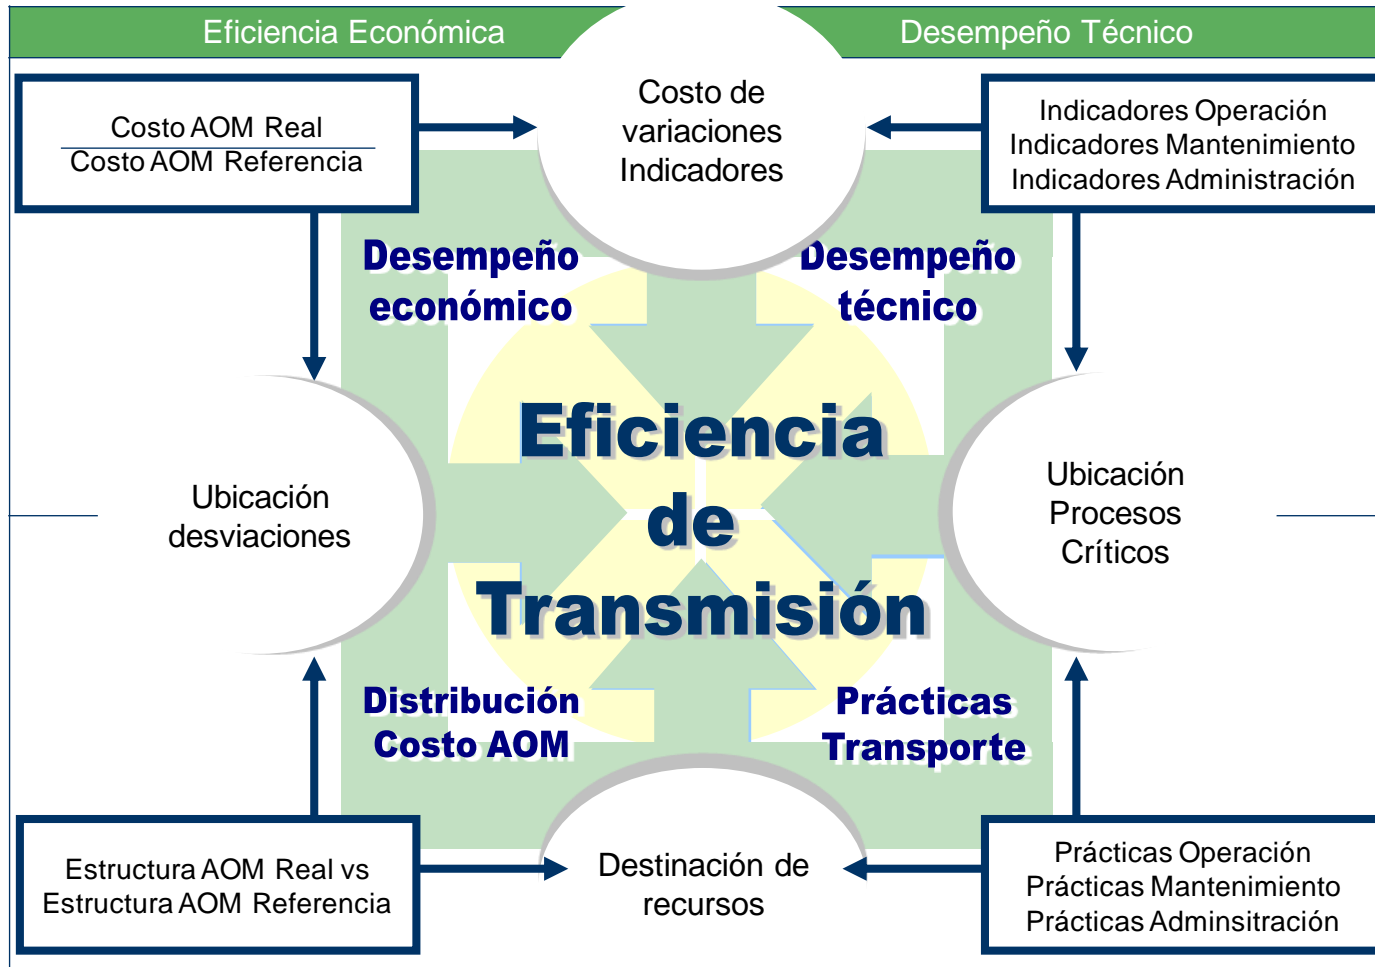 Eficiencia Económica
Desempeño Técnico
Costo AOM Real
Costo AOM Referencia
Costo de
variaciones
Indicadores
Indicadores Operación
Indicadores Mantenimiento
Indicadores Administración
Desempeño
económico
Desempeño
técnico
Ubicación
desviaciones
Eficiencia
de
Transmisión
Ubicación
Procesos
Críticos
Distribución
Costo AOM
Prácticas
Transporte
Estructura AOM Real vs
Estructura AOM Referencia
Destinación de
recursos
Prácticas Operación
Prácticas Mantenimiento
Prácticas Adminsitración